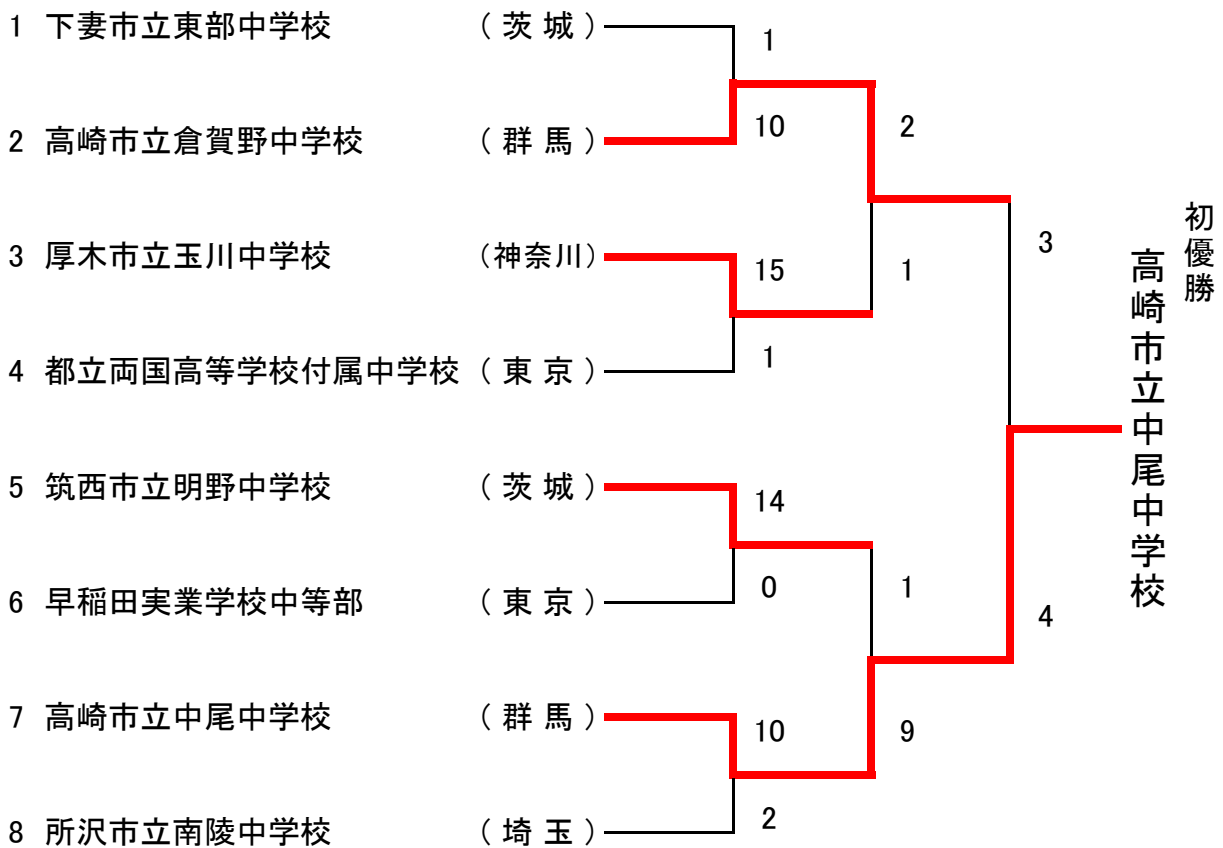 1 下妻市立東部中学校 （ 茨 城 ）
1
10
2 高崎市立倉賀野中学校 （ 群 馬 ）
2
3 厚木市立玉川中学校 （神奈川）
15
1
3
4 都立両国高等学校付属中学校 （ 東 京 ）
1
5 筑西市立明野中学校 （ 茨 城 ）
14
6 早稲田実業学校中等部 （ 東 京 ）
0
1
4
7 高崎市立中尾中学校 （ 群 馬 ）
10
9
8 所沢市立南陵中学校 （ 埼 玉 ）
2
初優勝
高崎市立中尾中学校